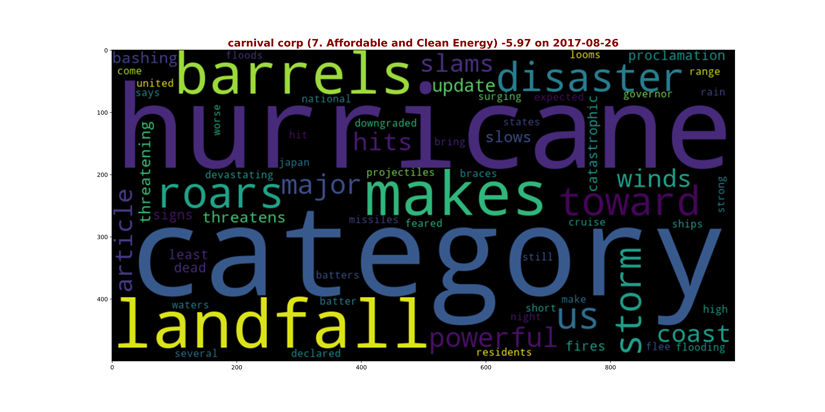 carnival corp (7. Affordable and Clean Energy) -5.97 on 2017-08-26
0
100
200
300
400
0
200
400
600
800
bashing floods barrels slams looms proclamation
come united says disaster range
update surging expected governor rain
national
hurricane
threatening worse downgraded hits hit bring states slows catastrophic
japan devastating projectiles braces winds strong
roars major makes toward
article signs threatens missiles feared cruise ships
category
least dead batters still
storm
waters batter short make high
landfall us coast
night powerful
several declared residents fires flee flooding